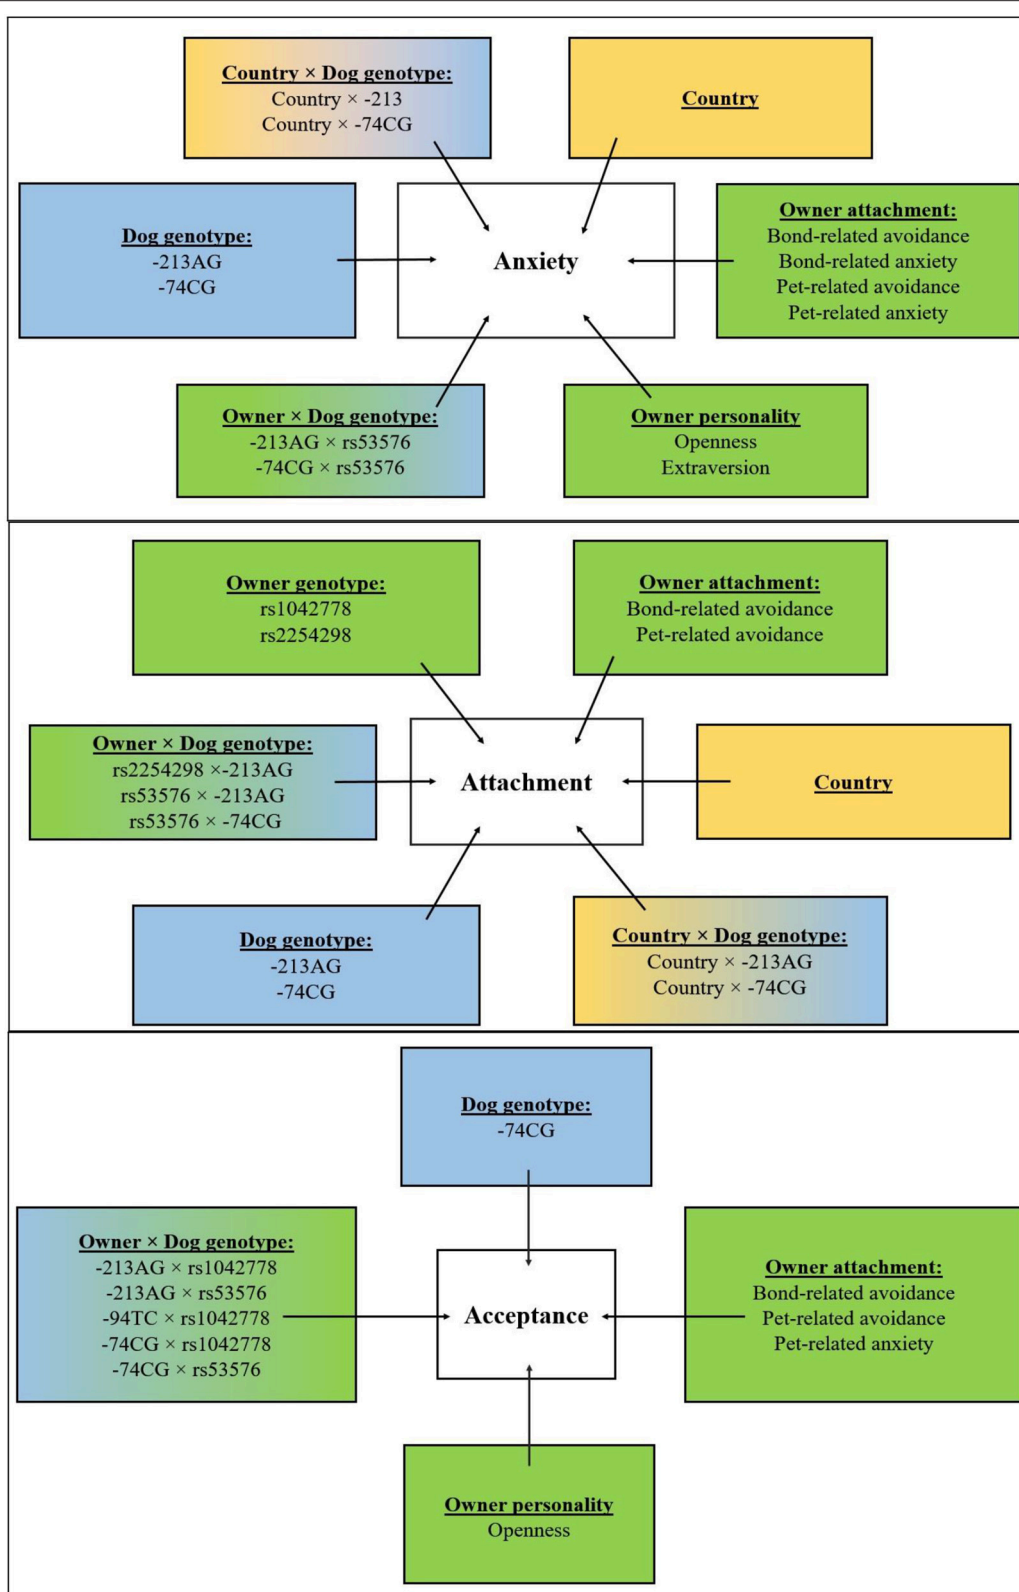 Country × Dog genotype:
Country × -213
Country × -74CG
Country
Dog genotype:
-213AG
-74CG
Anxiety
Owner attachment:
Bond-related avoidance
Bond-related anxiety
Pet-related avoidance
Pet-related anxiety
Owner × Dog genotype:
-213AG × rs53576
-74CG × rs53576
Owner personality
Openness
Extraversion
Owner genotype:
rs1042778
rs2254298
Owner attachment:
Bond-related avoidance
Pet-related avoidance
Owner × Dog genotype:
rs2254298 ×-213AG
rs53576 × -213AG
rs53576 × -74CG
Attachment
Country
Dog genotype:
-213AG
-74CG
Country × Dog genotype:
Country × -213AG
Country × -74CG
Dog genotype:
-74CG
Owner × Dog genotype:
-213AG × rs1042778
-213AG × rs53576
-94TC × rs1042778
-74CG × rs1042778
-74CG × rs53576
Acceptance
Owner attachment:
Bond-related avoidance
Pet-related avoidance
Pet-related anxiety
Owner personality
Openness